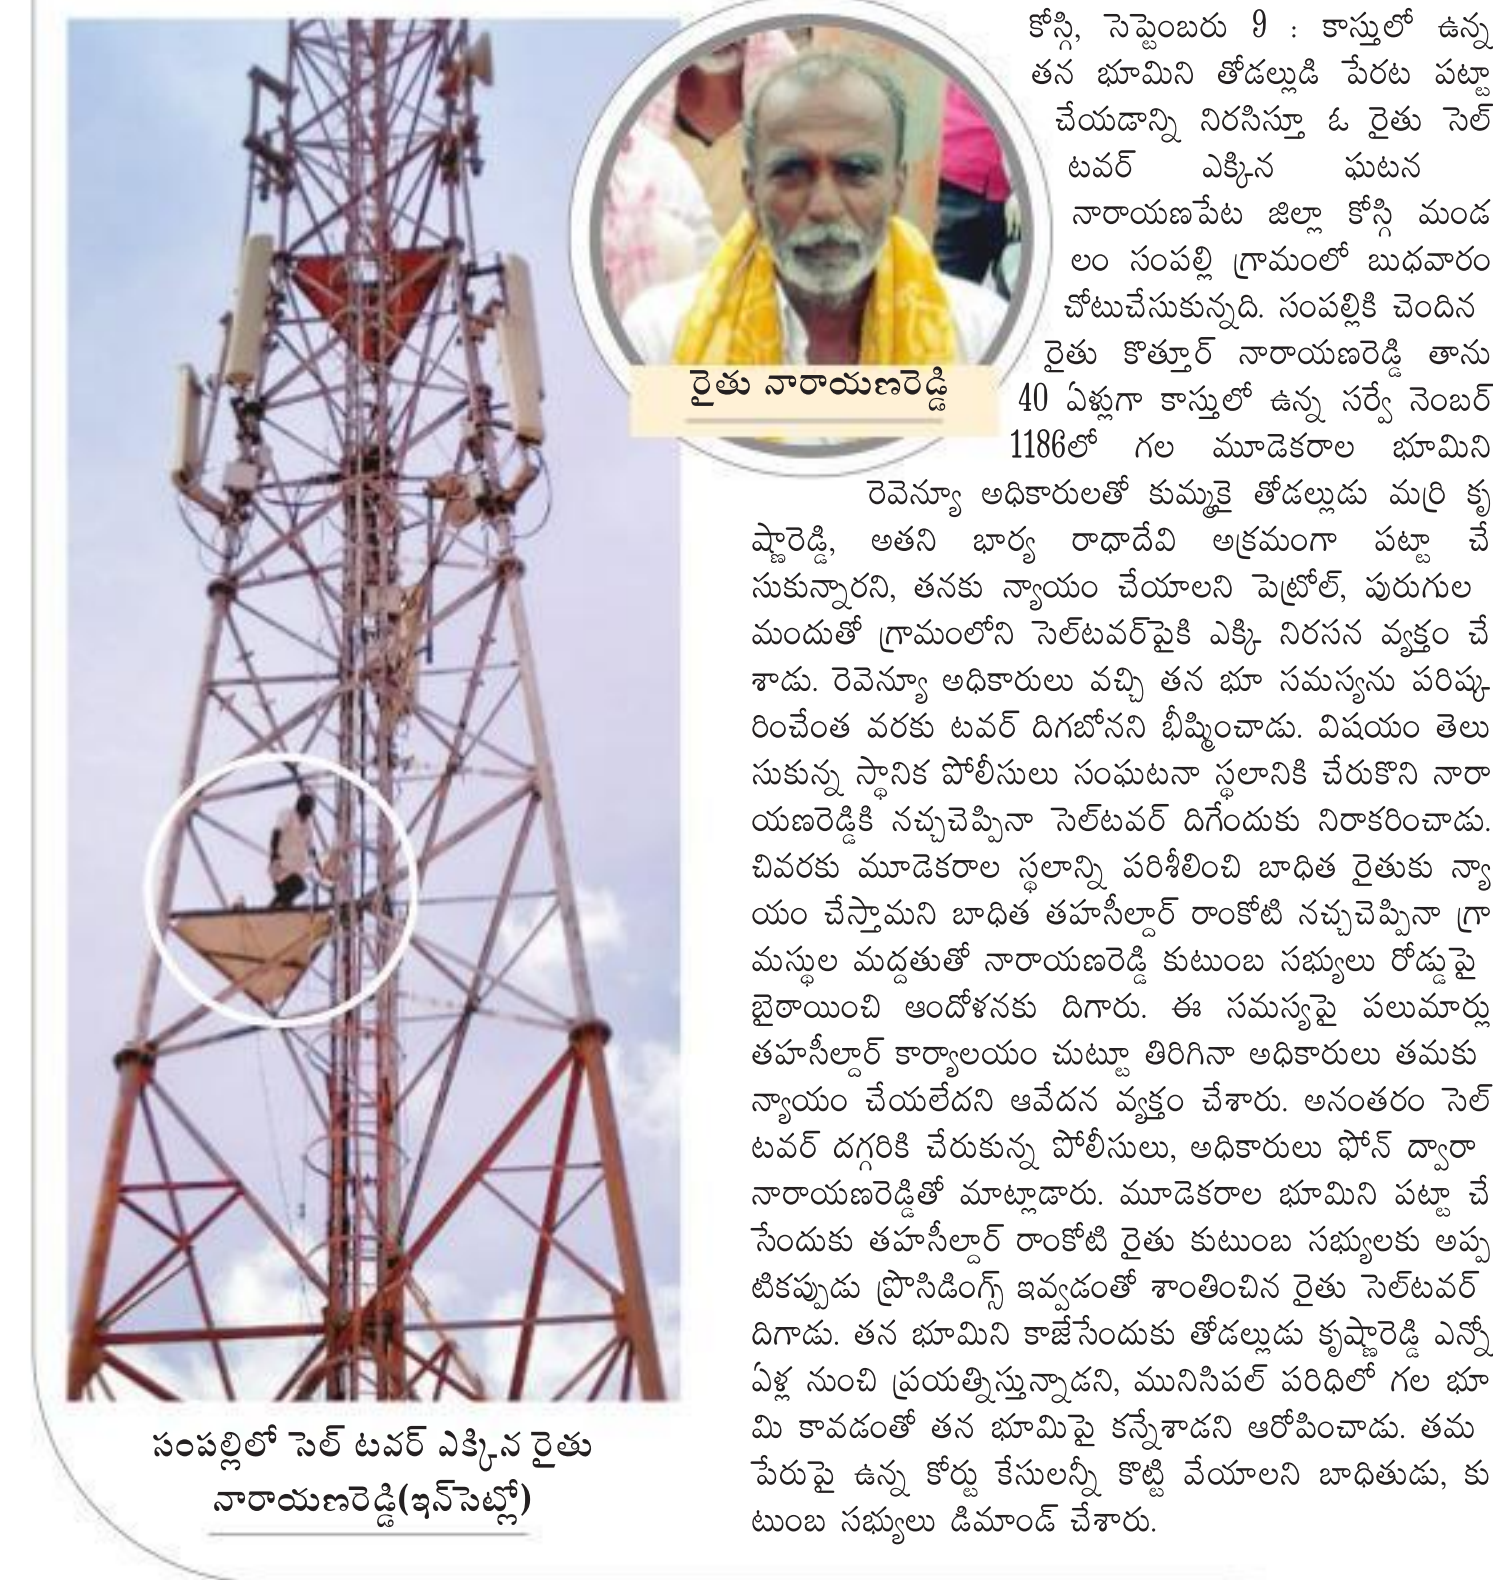 కోస్గి, సెప్టెంబరు 9 : కాస్తులో ఉన్న
తన భూమిని తోడల్లుడి పేరట పట్టా
చేయడాన్ని నిరసిస్తూ ఓ రైతు సెల్
టవర్ ఎక్కిన ఘటన
నారాయణపేట జిల్లా కోస్గి మండ
లం సంపల్లి గ్రామంలో బుధవారం
చోటుచేసుకున్నది. సంపల్లికి చెందిన
రైతు కొత్తూర్ నారాయణరెడ్డి తాను
40 ఏళ్లుగా కాస్తులో ఉన్న సర్వే నెంబర్
1186లో గల మూడెకరాల భూమిని
రెవెన్యూ అధికారులతో కుమ్మకై తోడల్లుడు మర్రి కృ
ష్ణారెడ్డి, అతని భార్య రాధాదేవి అక్రమంగా పట్టా చే
సుకున్నారని, తనకు న్యాయం చేయాలని పెట్రోల్, పురుగుల
మందుతో గ్రామంలోని సెల్‌టవర్‌పైకి ఎక్కి నిరసన వ్యక్తం చే
శాడు. రెవెన్యూ అధికారులు వచ్చి తన భూ సమస్యను పరిష్క
రించేంత వరకు టవర్ దిగబోనని భీష్మించాడు. విషయం తెలు
సుకున్న స్థానిక పోలీసులు సంఘటనా స్థలానికి చేరుకొని నారా
యణరెడ్డికి నచ్చచెప్పినా సెల్‌టవర్ దిగేందుకు నిరాకరించాడు.
చివరకు మూడెకరాల స్థలాన్ని పరిశీలించి బాధిత రైతుకు న్యా
యం చేస్తామని బాధిత తహసీల్దార్ రాంకోటి నచ్చచెప్పినా గ్రా
మస్థుల మద్దతుతో నారాయణరెడ్డి కుటుంబ సభ్యులు రోడ్డుపై
బైఠాయించి ఆందోళనకు దిగారు. ఈ సమస్యపై పలుమార్లు
తహసీల్దార్ కార్యాలయం చుట్టూ తిరిగినా అధికారులు తమకు
న్యాయం చేయలేదని ఆవేదన వ్యక్తం చేశారు. అనంతరం సెల్
టవర్ దగ్గరికి చేరుకున్న పోలీసులు, అధికారులు ఫోన్ ద్వారా
నారాయణరెడ్డితో మాట్లాడారు. మూడెకరాల భూమిని పట్టా చే
సేందుకు తహసీల్దార్ రాంకోటి రైతు కుటుంబ సభ్యులకు అప్ప
టికప్పుడు ప్రొసిడింగ్స్ ఇవ్వడంతో శాంతించిన రైతు సెల్‌టవర్
దిగాడు. తన భూమిని కాజేసేందుకు తోడల్లుడు కృష్ణారెడ్డి ఎన్నో
ఏళ్ల నుంచి ప్రయత్నిస్తున్నాడని, మునిసిపల్ పరిధిలో గల భూ
మి కావడంతో తన భూమిపై కన్నేశాడని ఆరోపించాడు. తమ
పేరుపై ఉన్న కోర్టు కేసులన్నీ కొట్టి వేయాలని బాధితుడు, కు
టుంబ సభ్యులు డిమాండ్ చేశారు.
రైతు నారాయణరెడ్డి
సంపల్లిలో సెల్ టవర్ ఎక్కిన రైతు
నారాయణరెడ్డి(ఇన్‌సెట్లో)